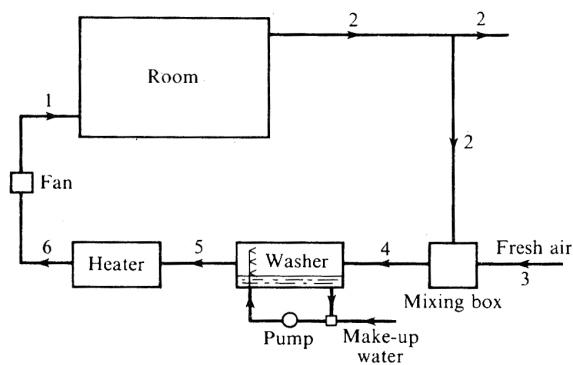 2
2
Room
1
2
Fan
6
5
4
Fresh air
Heater
Washer
3
Mixing box
Pump
Make-up
water